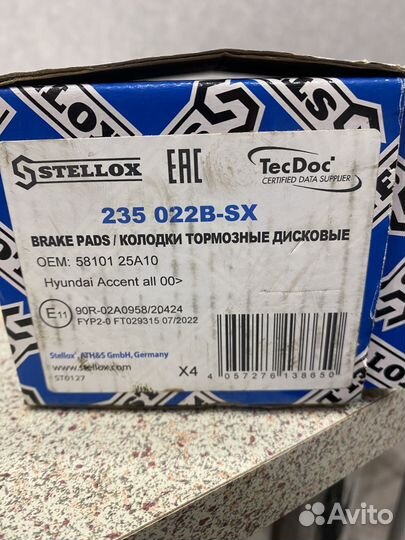 STELLOX
EAC
TecDoc
CERTIFIED DATA SUPPLIER
235 022B-SX
BRAKE PADS / КОЛОДКИ ТОРМОЗНЫЕ ДИСКОВЫЕ
OEM: 58101 25A10
Hyundai Accent all 00>
E11
90R-02A0958/20424
FYP2-0 FT029315 07/2022
Stellox, ATH&S GmbH, Germany
www.stellox.com
ST0127
X4
4 057276 138650
Avito